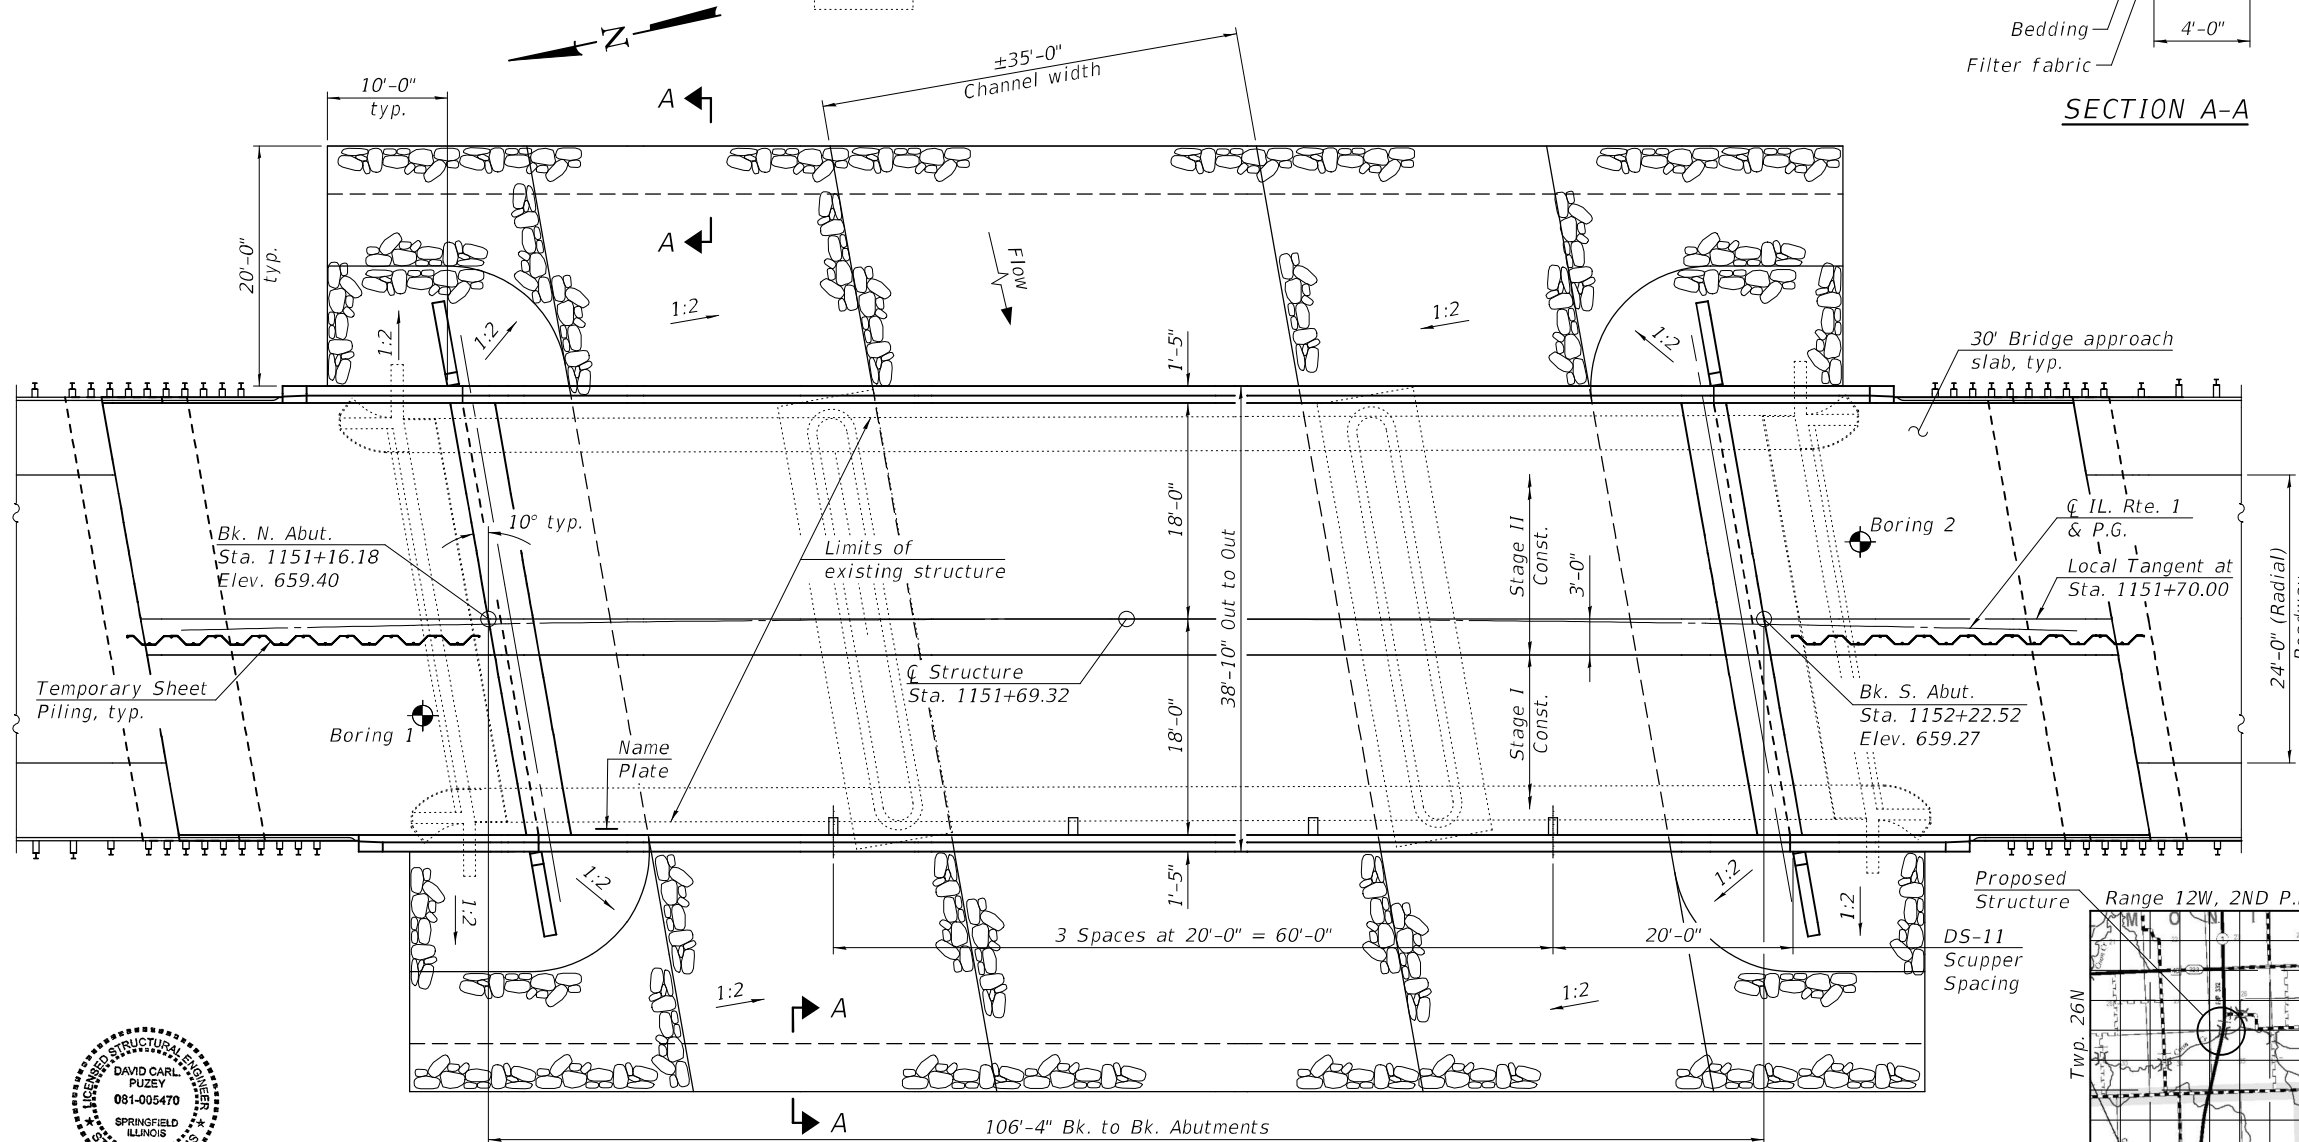 N
Bedding
4'-0"
Filter fabric
SECTION A-A
±35'-0"
Channel width
10'-0"
typ.
A
A
20'-0"
typ.
Flow
1:2
1:2
1:2
1:2
1:2
1'-5"
30' Bridge approach
slab, typ.
Bk. N. Abut.
Sta. 1151+16.18
Elev. 659.40
10° typ.
Limits of
existing structure
18'-0"
38'-10" Out to Out
Stage II
Const.
3'-0"
Boring 2
℄ IL. Rte. 1
& P.G.
Local Tangent at
Sta. 1151+70.00
24'-0" (Radial)
Temporary Sheet
Piling, typ.
℄ Structure
Sta. 1151+69.32
Boring 1
Name
Plate
18'-0"
Stage I
Const.
Bk. S. Abut.
Sta. 1152+22.52
Elev. 659.27
1:2
1:2
1'-5"
1:2
1:2
3 Spaces at 20'-0" = 60'-0"
20'-0"
DS-11
Scupper
Spacing
1:2
1:2
A
A
106'-4" Bk. to Bk. Abutments
Proposed
Structure
Range 12W, 2ND P.
Twp. 26N
M O N I
LICENSED STRUCTURAL ENGINEER
DAVID CARL
PUZEY
081-005470
SPRINGFIELD
ILLINOIS